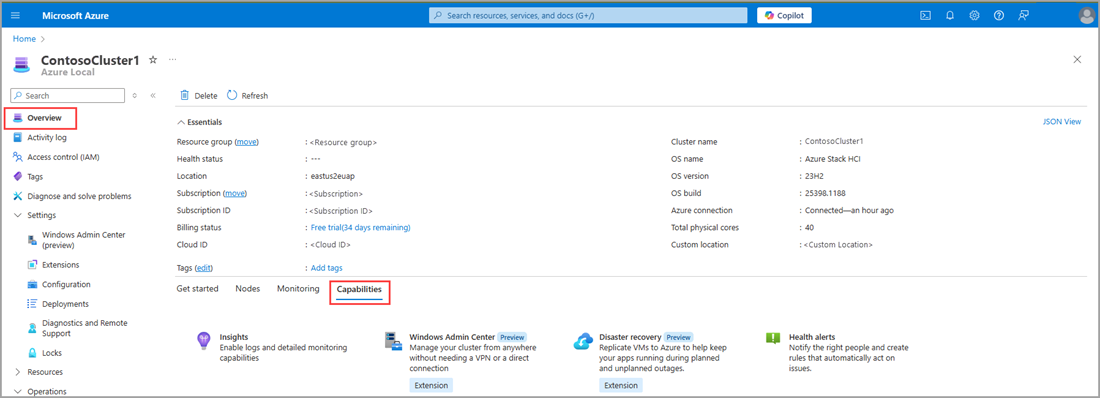 Microsoft Azure
Search resources, services, and docs (G+/)
Copilot
Home
ContosoCluster1
Azure Local
Search
Delete
Refresh
Overview
Activity log
Access control (IAM)
Tags
Diagnose and solve problems
Settings
Windows Admin Center
(preview)
Extensions
Configuration
Deployments
Diagnostics and Remote
Support
Locks
Resources
Operations
Essentials
JSON View
Resource group (move) : <Resource group>
Health status : ---
Location : eastus2euap
Subscription (move) : <Subscription>
Subscription ID : <Subscription ID>
Billing status : Free trial(34 days remaining)
Cloud ID : <Cloud ID>
Tags (edit) : Add tags
Cluster name : ContosoCluster1
OS name : Azure Stack HCI
OS version : 23H2
OS build : 25398.1188
Azure connection : Connected—an hour ago
Total physical cores : 40
Custom location : <Custom Location>
Get started Nodes Monitoring Capabilities
Insights
Enable logs and detailed monitoring
capabilities
Windows Admin Center Preview
Manage your cluster from anywhere
without needing a VPN or a direct
connection
Extension
Disaster recovery Preview
Replicate VMs to Azure to help keep
your apps running during planned
and unplanned outages.
Extension
Health alerts
Notify the right people and create
rules that automatically act on
issues.